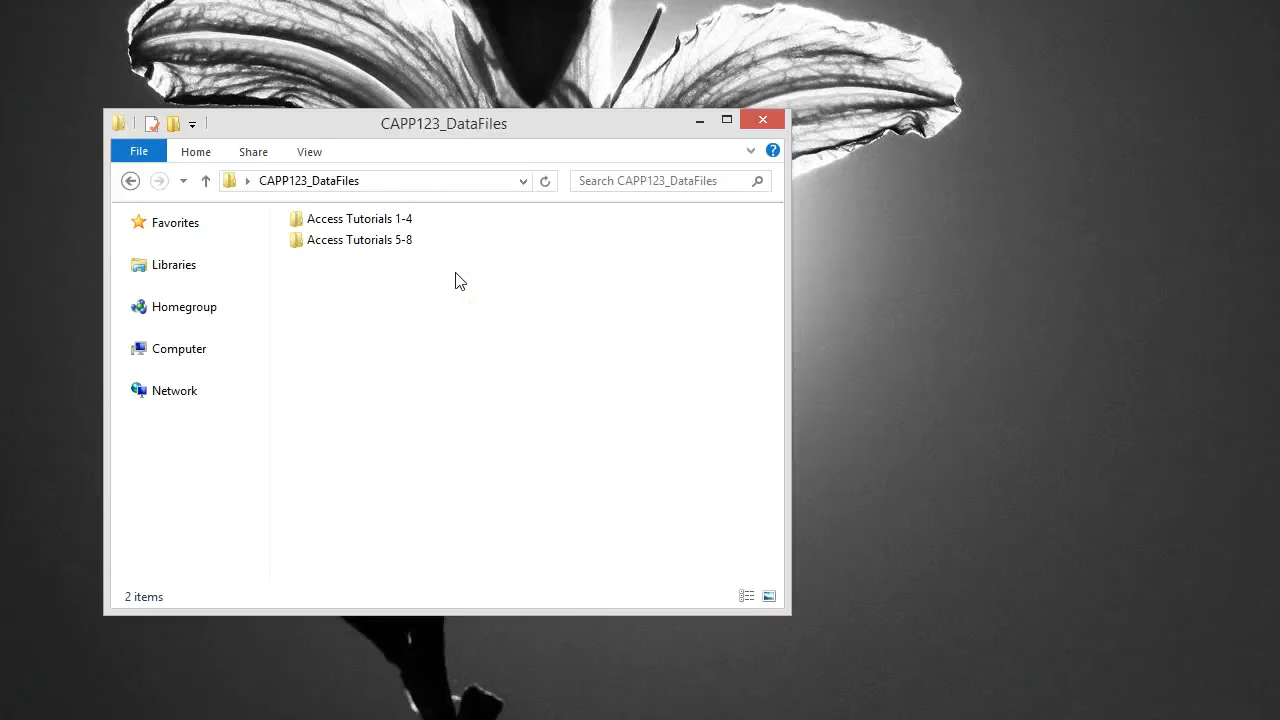 CAPP123_DataFiles
File Home Share View
CAPP123_DataFiles Search CAPP123_DataFiles
Favorites
Libraries
Homegroup
Computer
Network
Access Tutorials 1-4
Access Tutorials 5-8
2 items